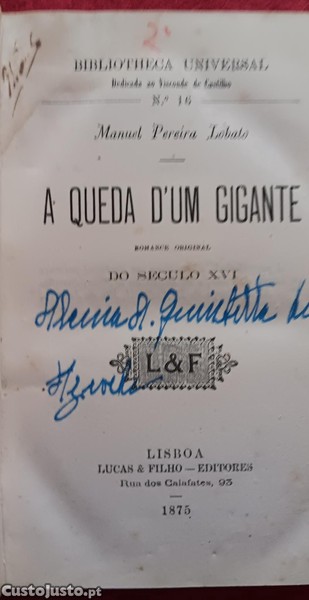 2ª
BIBLIOTHECA UNIVERSAL
Dedicada ao Visconde de Castilho
N.º 16
Manuel Pereira Lobato
A QUEDA D'UM GIGANTE
ROMANCE ORIGINAL
DO SECULO XVI
L & F
LISBOA
LUCAS & FILHO — EDITORES
Rua dos Calafates, 93
1875
CustoJusto.pt